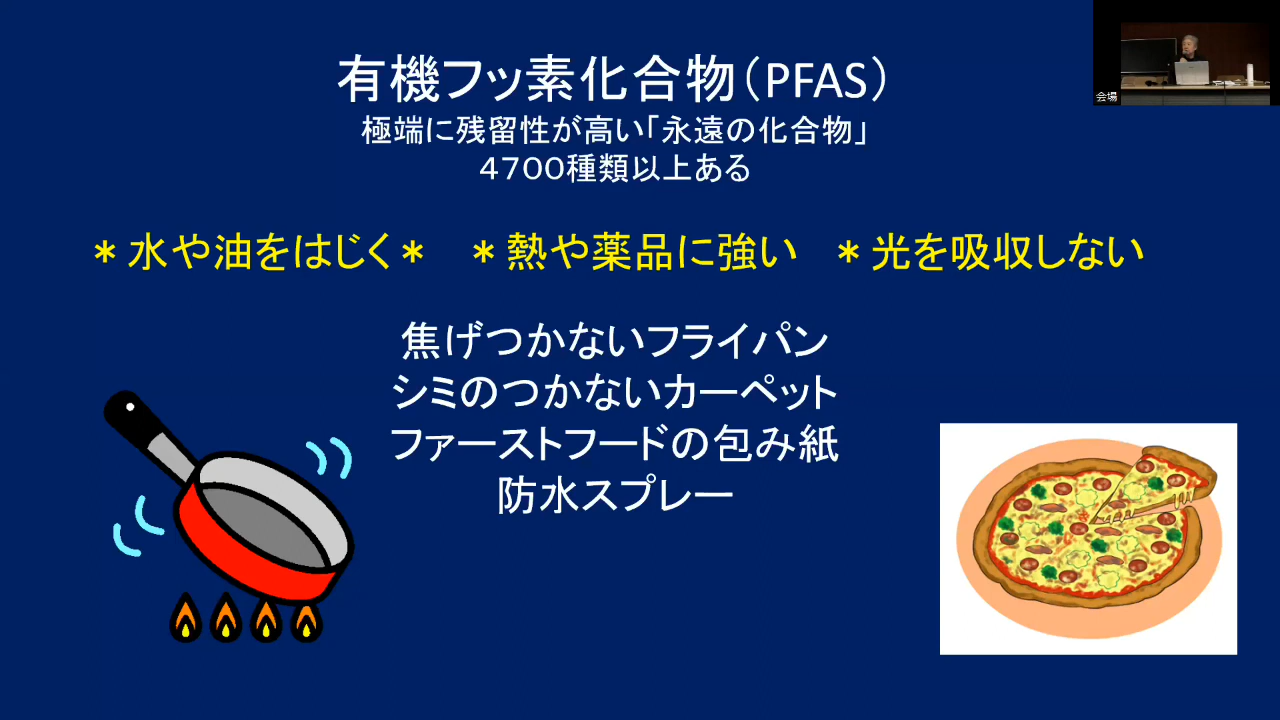 有機フッ素化合物（PFAS）
極端に残留性が高い「永遠の化合物」
４７００種類以上ある
＊水や油をはじく＊　＊熱や薬品に強い　＊光を吸収しない
焦げつかないフライパン
シミのつかないカーペット
ファーストフードの包み紙
防水スプレー
会場